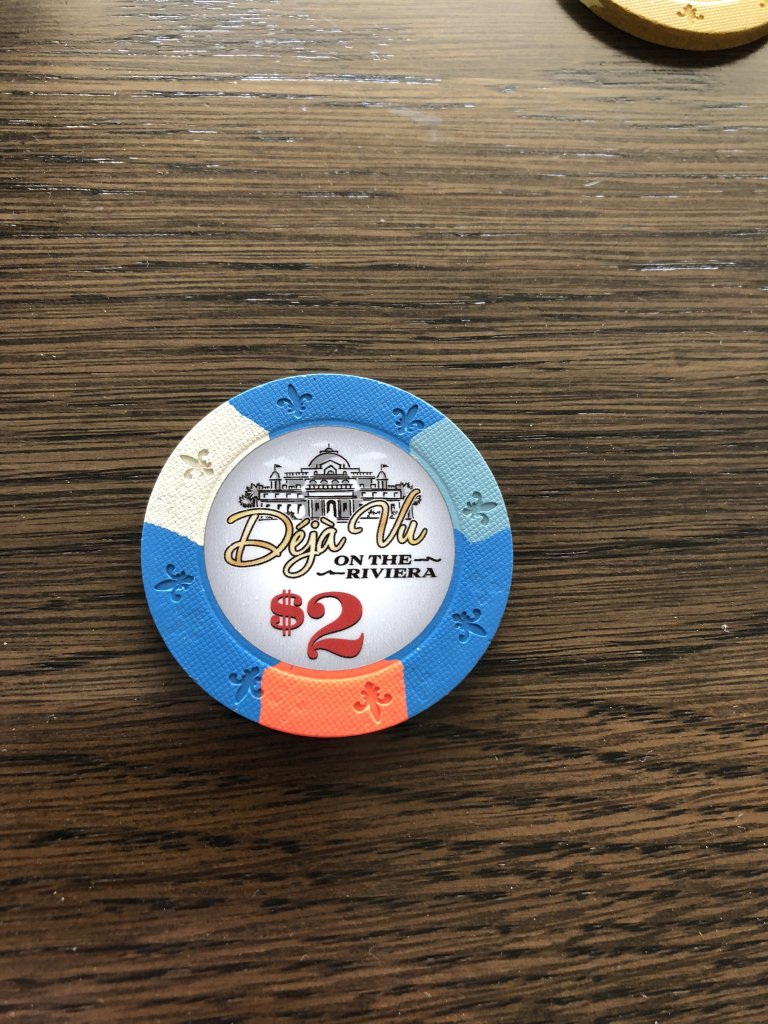 Déjà Vu
ON THE
RIVIERA
$2